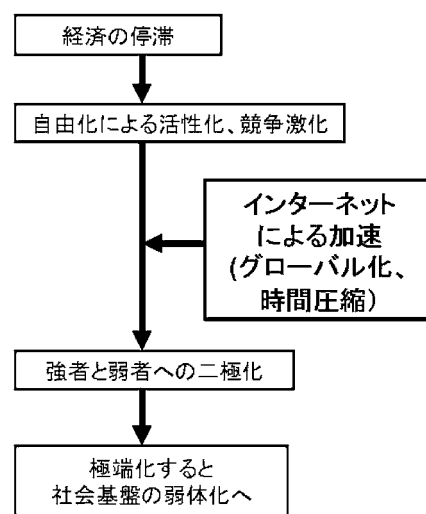 経済の停滞
自由化による活性化、競争激化
インターネット
による加速
(グローバル化、
時間圧縮)
強者と弱者への二極化
極端化すると
社会基盤の弱体化へ